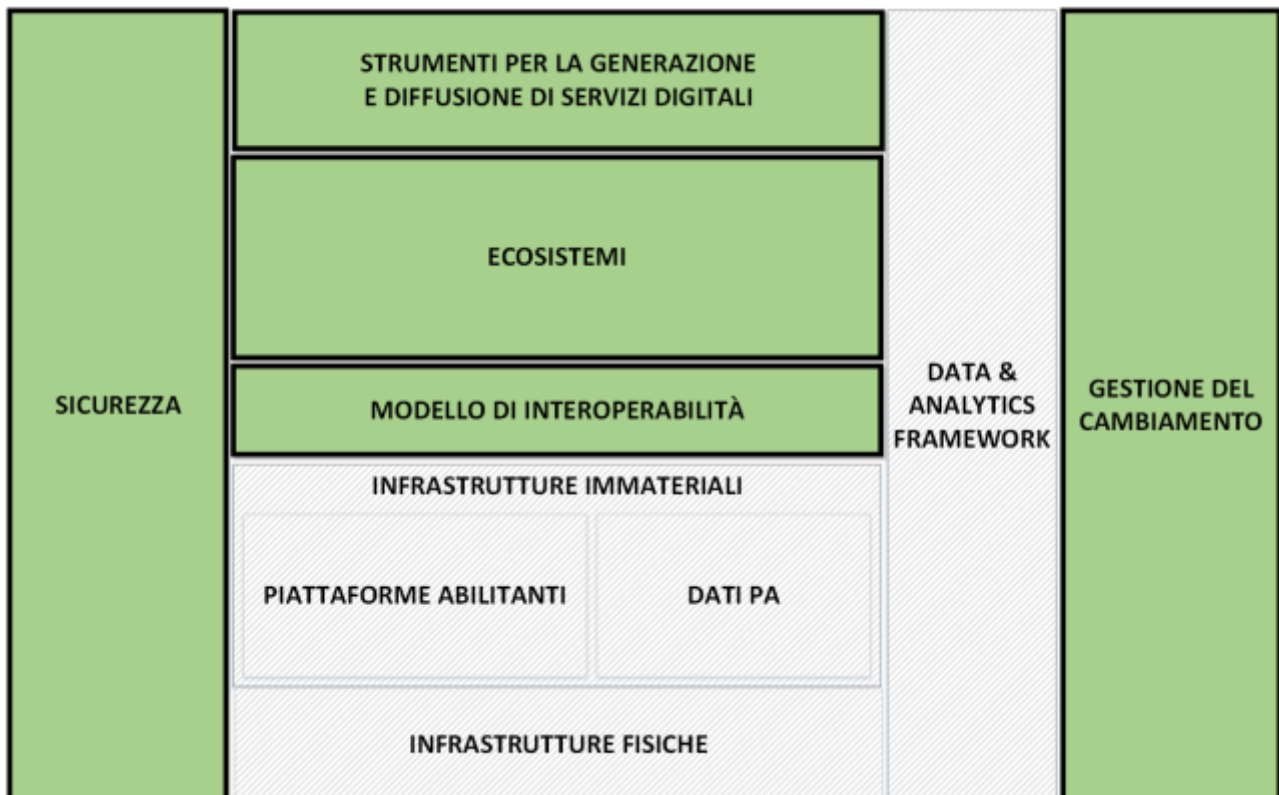 STRUMENTI PER LA GENERAZIONE
E DIFFUSIONE DI SERVIZI DIGITALI
ECOSISTEMI
SICUREZZA
MODELLO DI INTEROPERABILITÀ
DATA &
ANALYTICS
FRAMEWORK
GESTIONE DEL
CAMBIAMENTO
INFRASTRUTTURE IMMATERIALI
PIATTAFORME ABILITANTI
DATI PA
INFRASTRUTTURE FISICHE